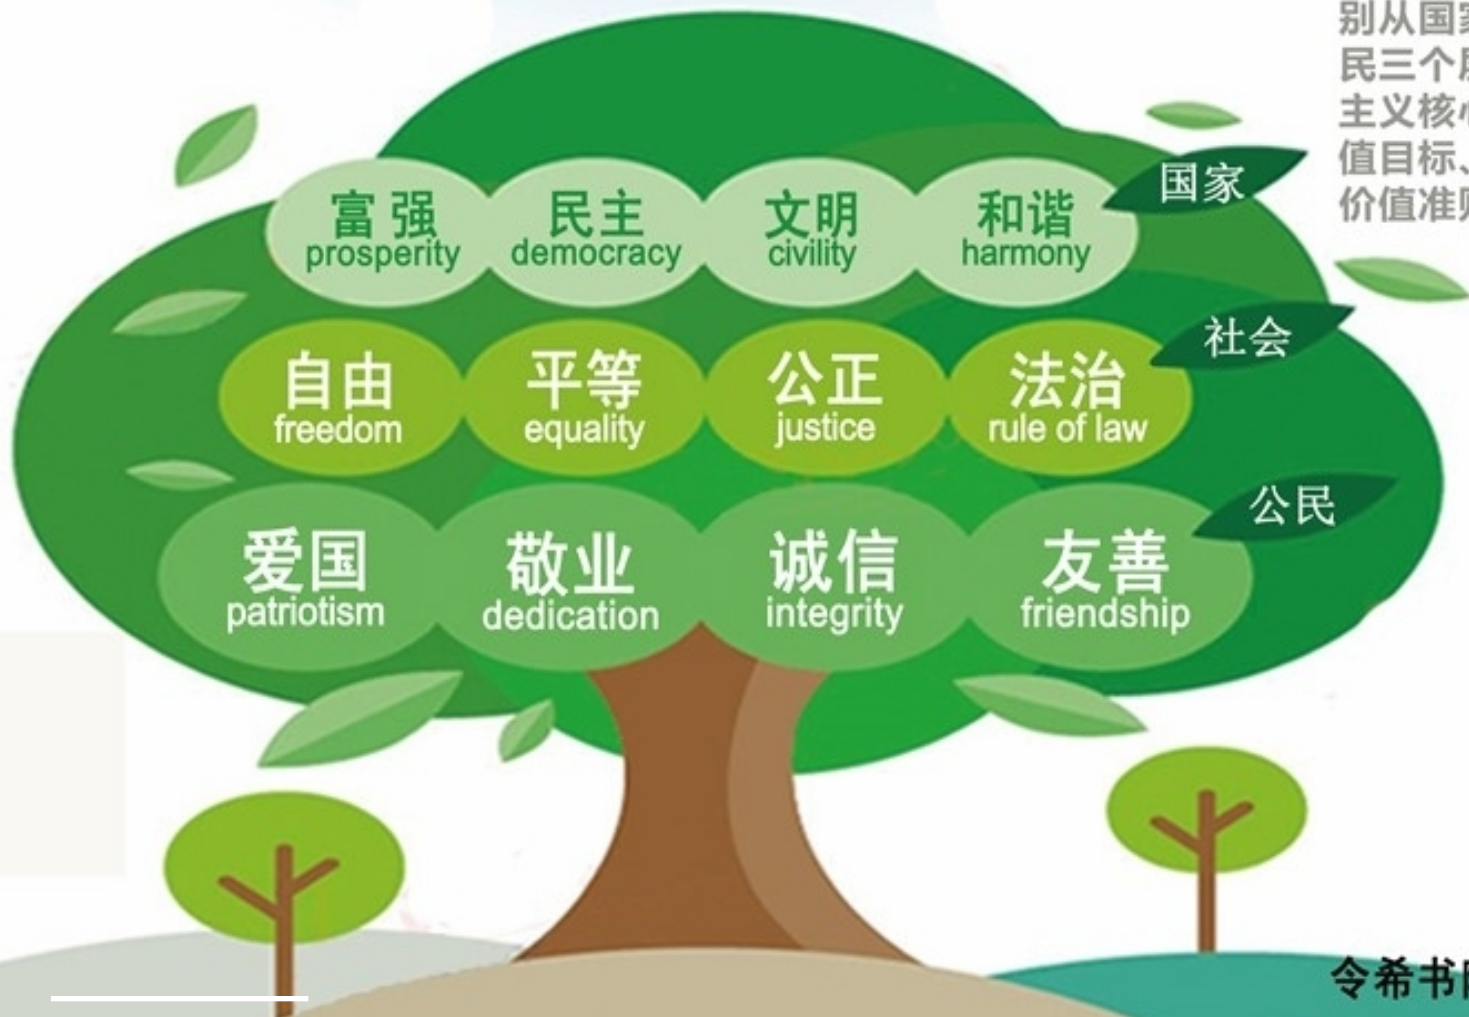 别从国
民三个
主义核
值目标、
价值准
国家
富强 民主 文明 和谐
prosperity democracy civility harmony
社会
自由 平等 公正 法治
freedom equality justice rule of law
公民
爱国 敬业 诚信 友善
patriotism dedication integrity friendship
令希书